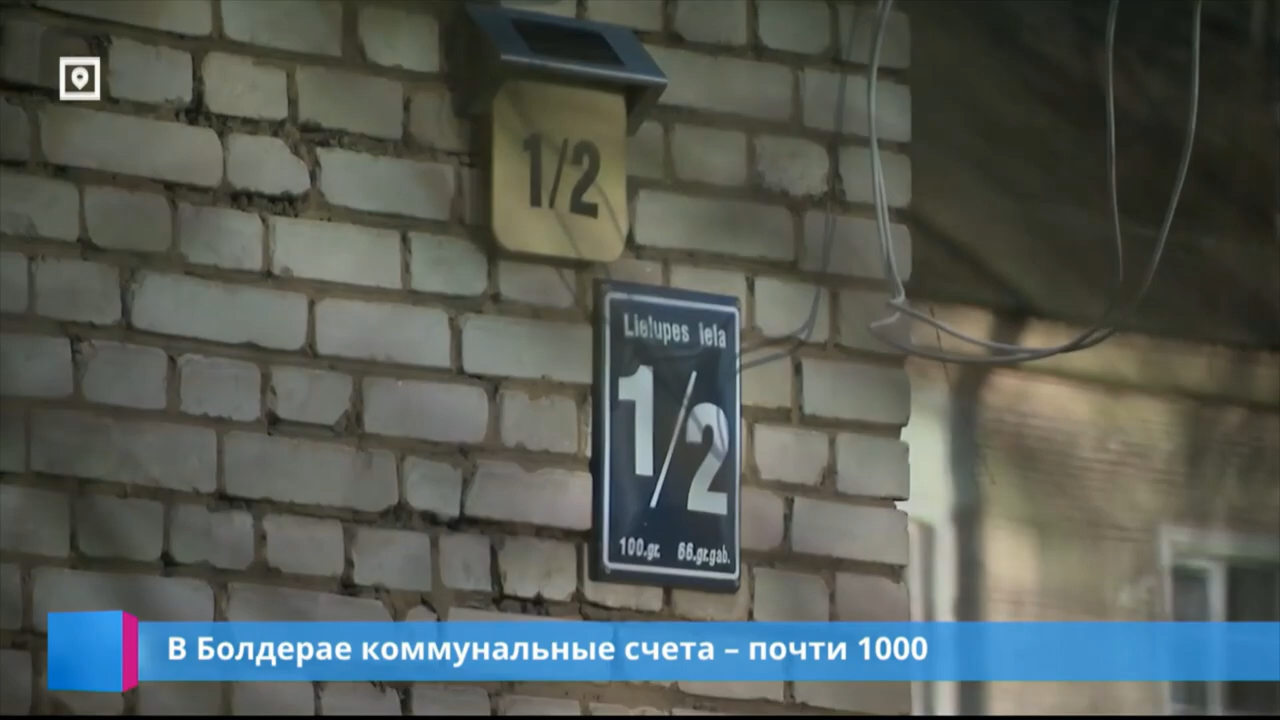 1/2
Lielupes iela
1/2
100.gr. 66.gr.gab.
В Болдерае коммунальные счета – почти 1000